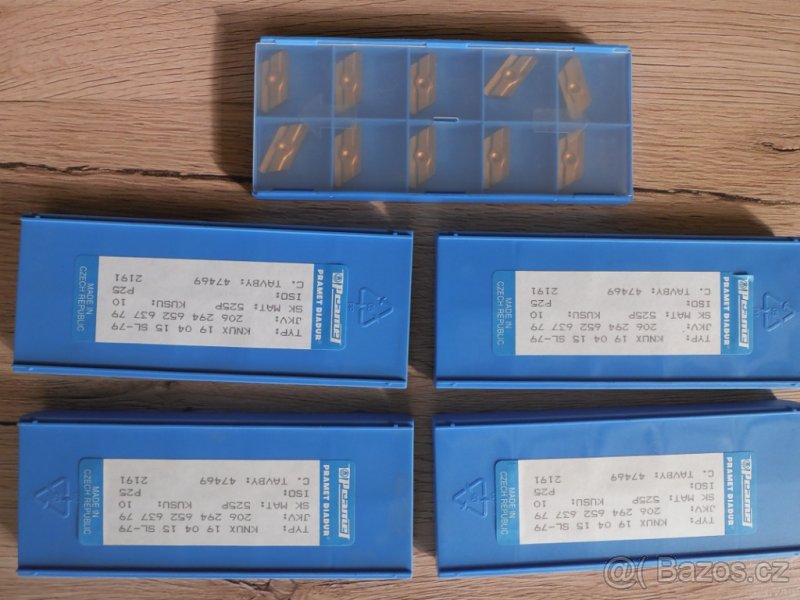 Pramet
PRAMET DIADUR
MADE IN
CZECH REPUBLIC
TYP: KNUX 19 04 15 SL-79
JKV: 206 294 652 637 79
SK MAT: 525P KUSU: 10
ISO: P25
C. TAVBY: 47469 2191
Pramet
PRAMET DIADUR
MADE IN
CZECH REPUBLIC
TYP: KNUX 19 04 15 SL-79
JKV: 206 294 652 637 79
SK MAT: 525P KUSU: 10
ISO: P25
C. TAVBY: 47469 2191
Pramet
PRAMET DIADUR
MADE IN
CZECH REPUBLIC
TYP: KNUX 19 04 15 SL-79
JKV: 206 294 652 637 79
SK MAT: 525P KUSU: 10
ISO: P25
C. TAVBY: 47469 2191
Pramet
PRAMET DIADUR
MADE IN
CZECH REPUBLIC
TYP: KNUX 19 04 15 SL-79
JKV: 206 294 652 637 79
SK MAT: 525P KUSU: 10
ISO: P25
C. TAVBY: 47469 2191
@ Bazos.cz